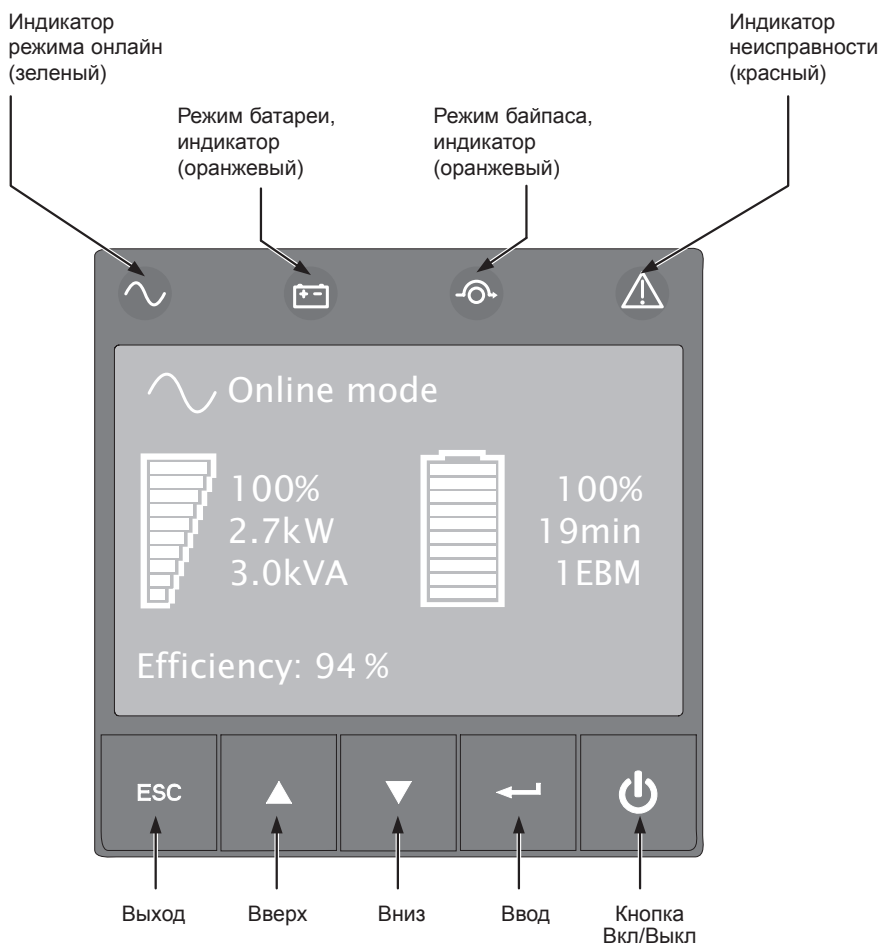 Индикатор
режима онлайн
(зеленый)
Режим батареи,
индикатор
(оранжевый)
Режим байпаса,
индикатор
(оранжевый)
Индикатор
неисправности
(красный)
Online mode
100%
2.7kW
3.0kVA
100%
19min
1EBM
Efficiency: 94 %
ESC
Выход
Вверх
Вниз
Ввод
Кнопка
Вкл/Выкл